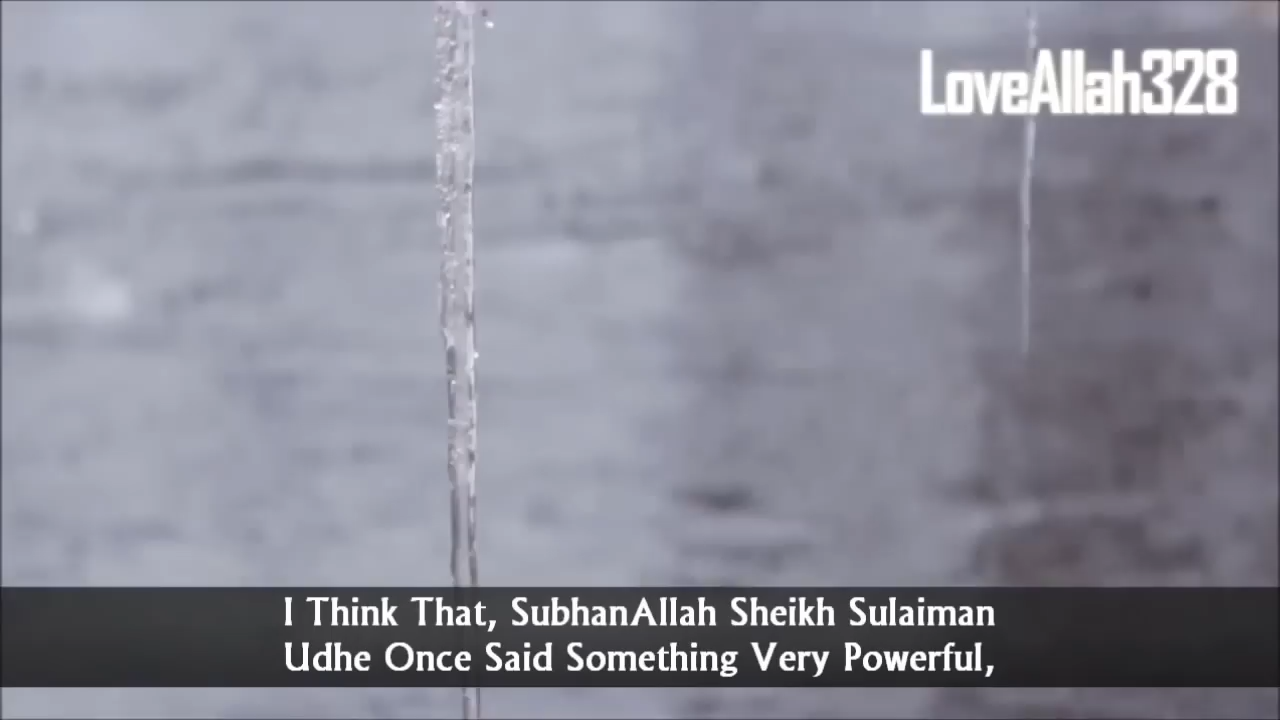 LoveAllah328
I Think That, SubhanAllah Sheikh Sulaiman
Udhe Once Said Something Very Powerful,